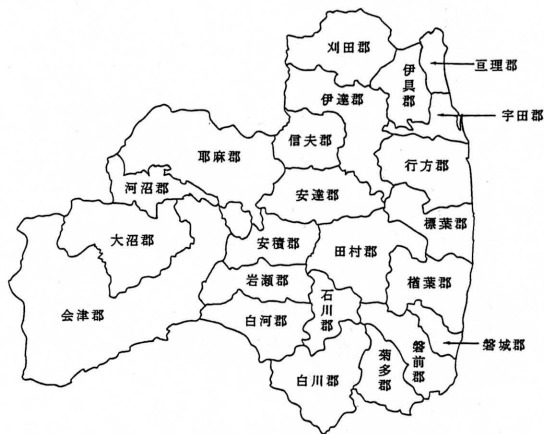 刈田郡
伊具郡
亘理郡
宇田郡
伊達郡
信夫郡
耶麻郡
行方郡
河沼郡
安達郡
標葉郡
大沼郡
安積郡
田村郡
岩瀬郡
楢葉郡
石川郡
会津郡
白河郡
磐城郡
磐前郡
菊多郡
白川郡